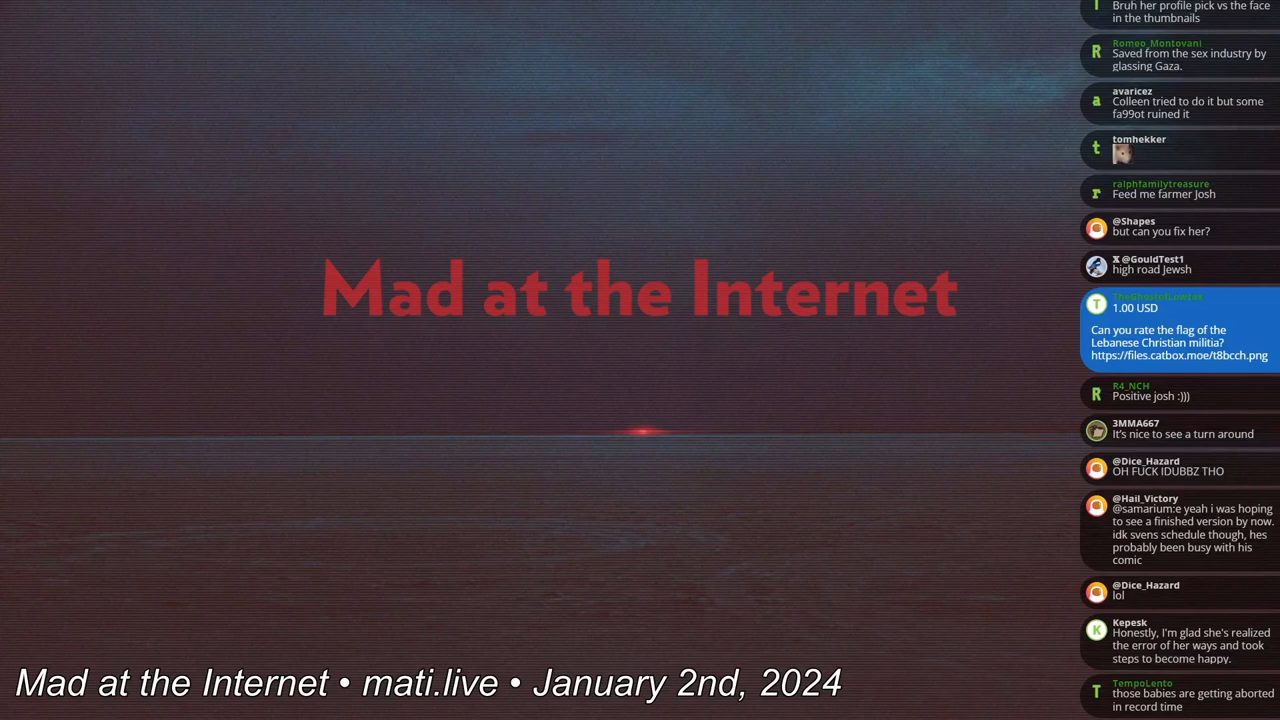 Bruh her profile pick vs the face
in the thumbnails
Romeo_Montovani
Saved from the sex industry by
glassing Gaza.
avaricez
Colleen tried to do it but some
fa99ot ruined it
tomhekker
ralphfamilytreasure
Feed me farmer Josh
@Shapes
but can you fix her?
@GouldTest1
high road Jewsh
TheGhostofLowtax
1.00 USD
Can you rate the flag of the
Lebanese Christian militia?
https://files.catbox.moe/t8bcch.png
R4_NCH
Positive josh :)))
3MMA667
It's nice to see a turn around
@Dice_Hazard
OH FUCK IDUBBZ THO
@Hail_Victory
@samarium:e yeah i was hoping
to see a finished version by now.
idk svens schedule though, hes
probably been busy with his
comic
@Dice_Hazard
lol
Kepesk
Honestly, I'm glad she's realized
the error of her ways and took
steps to become happy.
TempoLento
those babies are getting aborted
in record time
Mad at the Internet
Mad at the Internet • mati.live • January 2nd, 2024